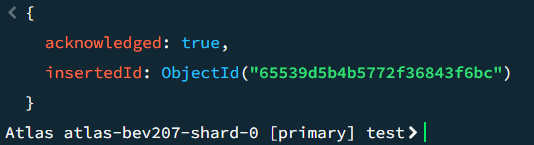 < {
acknowledged: true,
insertedId: ObjectId("65539d5b4b5772f36843f6bc")
}
Atlas atlas-bev207-shard-0 [primary] test>